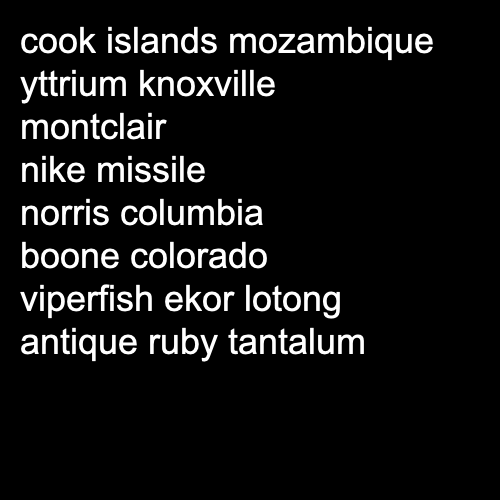 cook islands mozambique
yttrium knoxville
montclair
nike missile
norris columbia
boone colorado
viperfish ekor lotong
antique ruby tantalum